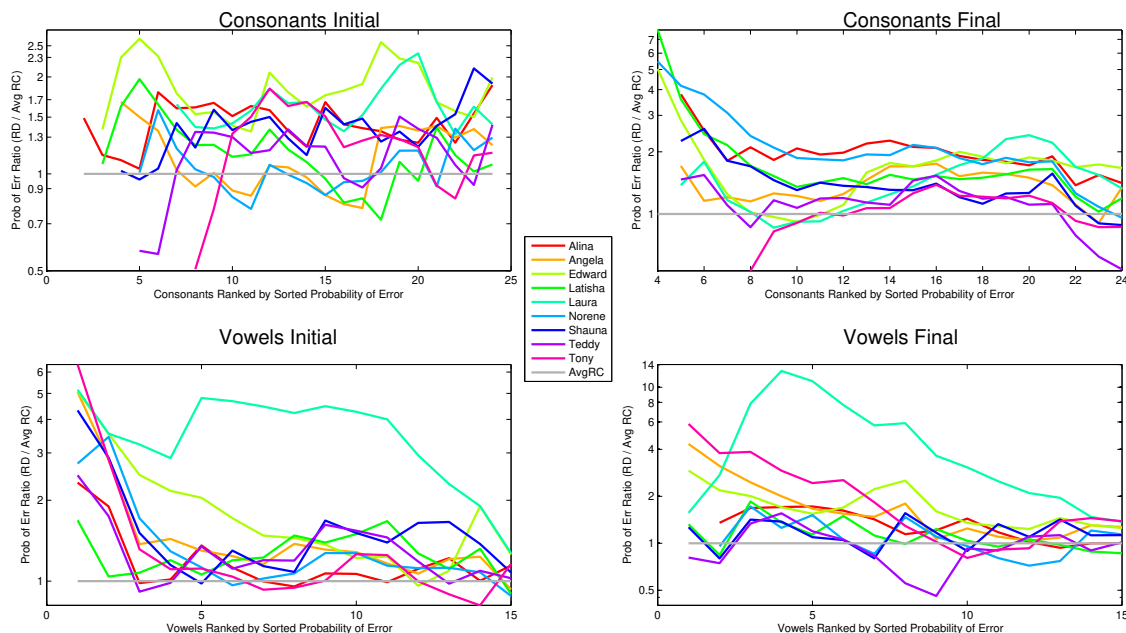 Consonants Initial
Prob of Err Ratio (RD / Avg RC)
2.5
2.3
2
1.7
1.5
1.3
1
0.9
0.7
0.5
0 5 10 15 20 25
Consonants Ranked by Sorted Probability of Error
Consonants Final
Prob of Err Ratio (RD / Avg RC)
7
6
5
4
3
2
1
4 6 8 10 12 14 16 18 20 22 24
Consonants Ranked by Sorted Probability of Error
Alina
Angela
Edward
Latisha
Laura
Norene
Shauna
Teddy
Tony
AvgRC
Vowels Initial
Prob of Err Ratio (RD / Avg RC)
6
5
4
3
2
1
0 5 10 15
Vowels Ranked by Sorted Probability of Error
Vowels Final
Prob of Err Ratio (RD / Avg RC)
14
10
6
4
2
1
0.5
0 5 10 15
Vowels Ranked by Sorted Probability of Error